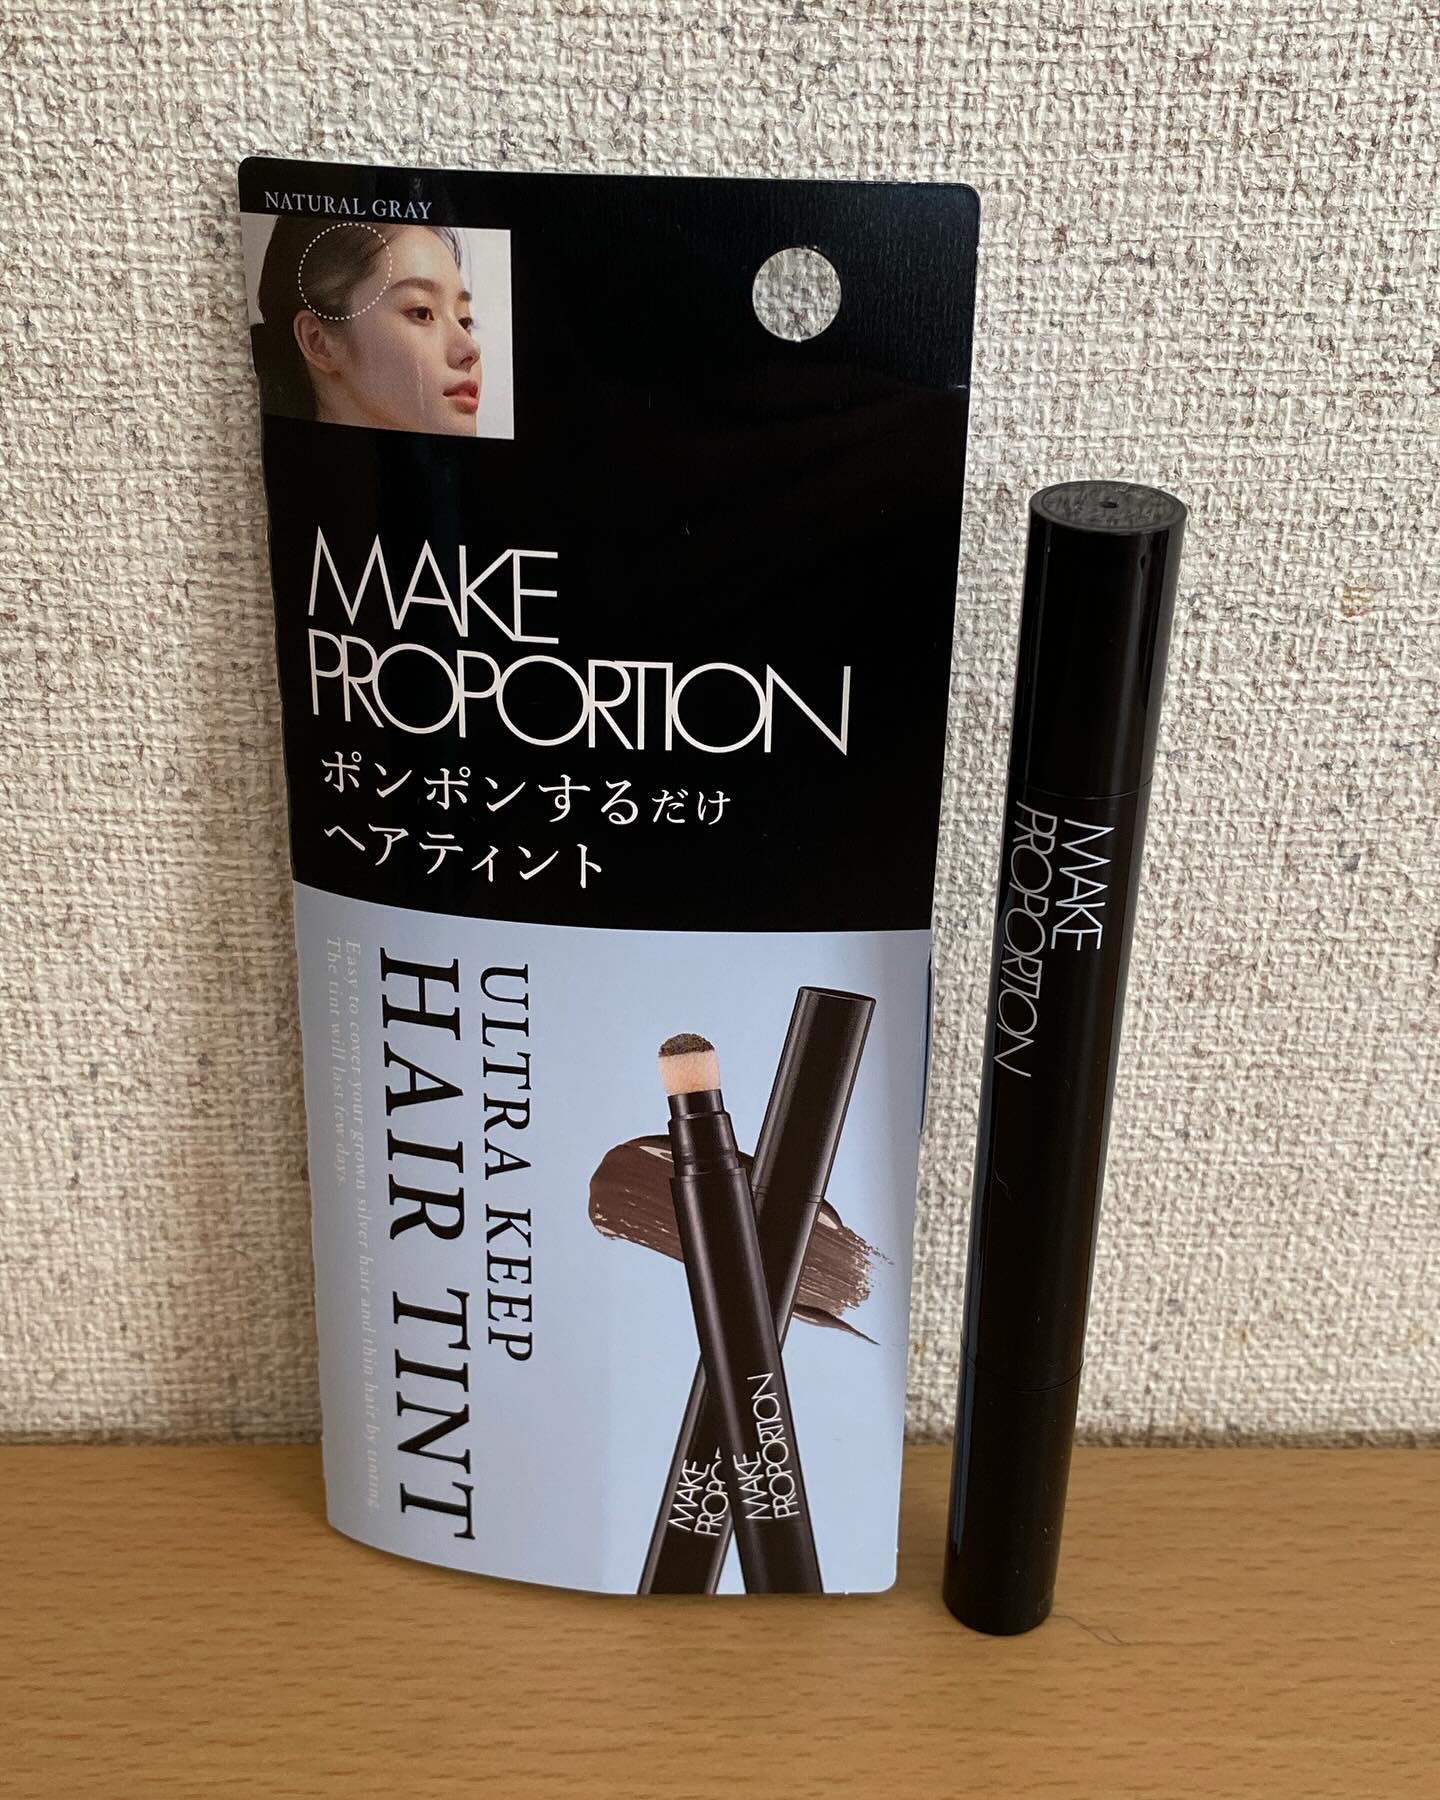 NATURAL GRAY
MAKE
PROPORTION
ポンポンするだけ
ヘアティント
ULTRA KEEP
HAIR TINT
Easy to cover your grown silver hair and thin hair by tinting
The tint will last few days.
MAKE
PROPO
MAKE
PROPORTION
MAKE
PROPORTION